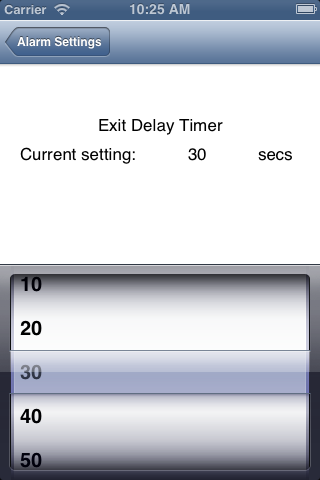 Carrier 10:25 AM
Alarm Settings
Exit Delay Timer
Current setting: 30 secs
10
20
30
40
50